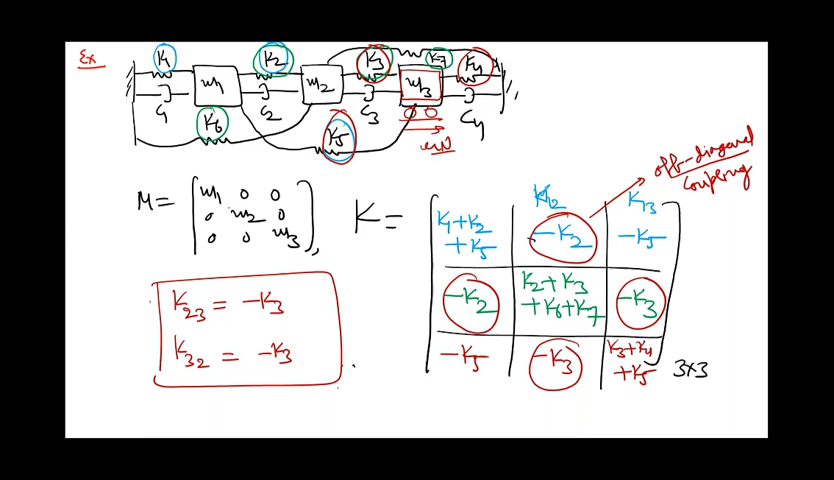 Ex
K1 K2 K3 K7 K4
m1 m2 m3
C1 C2 C3 C4
K6 K5
off-diagonal
coupling
M = [m1 0 0
0 m2 0
0 0 m3],
K =
K12 K13
K1+K2+K5 -K2 -K5
-K2 K2+K3+K6+K7 -K3
-K5 -K3 K3+K4+K5
3x3
K23 = -K3
K32 = -K3